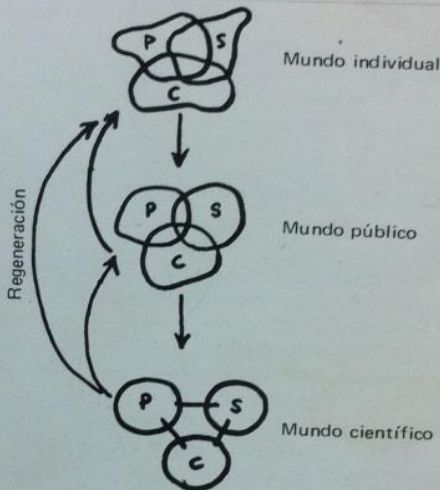 P S
Mundo individual
C
P S
Mundo público
C
Regeneración
P S
Mundo científico
C